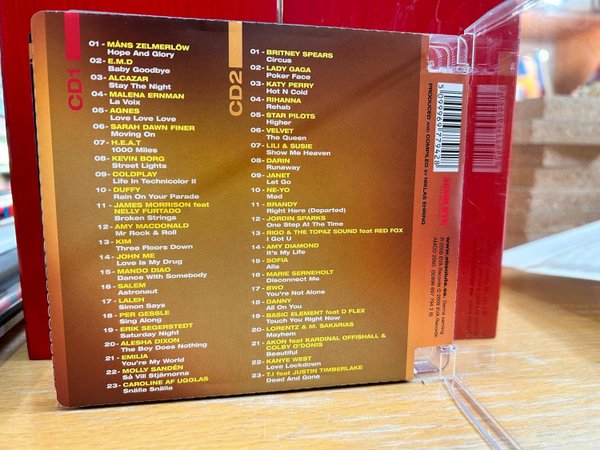 CD1
01 - MÅNS ZELMERLÖW
Hope And Glory
02 - E.M.D
Baby Goodbye
03 - ALCAZAR
Stay The Night
04 - MALENA ERNMAN
La Voix
05 - AGNES
Love Love Love
06 - SARAH DAWN FINER
Moving On
07 - H.E.A.T
1000 Miles
08 - KEVIN BORG
Street Lights
09 - COLDPLAY
Life In Technicolor II
10 - DUFFY
Rain On Your Parade
11 - JAMES MORRISON feat
NELLY FURTADO
Broken Strings
12 - AMY MACDONALD
Mr Rock & Roll
13 - KIM
Three Floors Down
14 - JOHN ME
Love Is My Drug
15 - MANDO DIAO
Dance With Somebody
16 - SALEM
Astronaut
17 - LALEH
Simon Says
18 - PER GESSLE
Sing Along
19 - ERIK SEGERSTEDT
Saturday Night
20 - ALESHA DIXON
The Boy Does Nothing
21 - EMILIA
You're My World
22 - MOLLY SANDÉN
Så Vill Stjärnorna
23 - CAROLINE AF UGGLAS
Snälla Snälla
CD2
01 - BRITNEY SPEARS
Circus
02 - LADY GAGA
Poker Face
03 - KATY PERRY
Hot N Cold
04 - RIHANNA
Rehab
05 - STAR PILOTS
Higher
06 - VELVET
The Queen
07 - LILI & SUSIE
Show Me Heaven
08 - DARIN
Runaway
09 - JANET
Let Go
10 - NE-YO
Mad
11 - BRANDY
Right Here (Departed)
12 - JORDIN SPARKS
One Step At The Time
13 - RIGO & THE TOPAZ SOUND feat RED FOX
I Got U
14 - AMY DIAMOND
It's My Life
15 - SOFIA
Alla
16 - MARIE SERNEHOLT
Disconnect Me
17 - BWO
You're Not Alone
18 - DANNY
All On You
19 - BASIC ELEMENT feat D FLEX
Touch You Right Now
20 - LORENTZ & M. SAKARIAS
Mayhem
21 - AKON feat KARDINAL OFFISHALL &
COLBY O'DONIS
Beautiful
22 - KANYE WEST
Love Lockdown
23 - T.I feat JUSTIN TIMBERLAKE
Dead And Gone
5 099969 779428
PRODUCED AND COMPILED BY NIKLAS EHRING
www.absolute.se